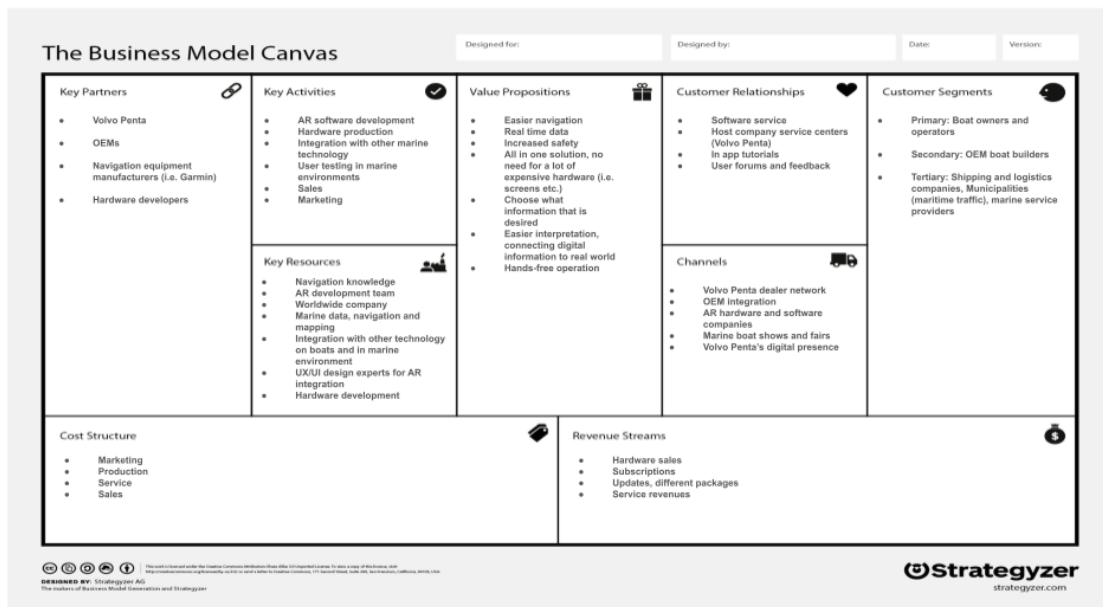 The Business Model Canvas
Designed for:
Designed by:
Date:
Version:
Key Partners
Volvo Penta
OEMs
Navigation equipment
manufacturers (i.e. Garmin)
Hardware developers
Key Activities
AR software development
Hardware production
Integration with other marine
technology
User testing in marine
environments
Sales
Marketing
Key Resources
Navigation knowledge
AR development team
Worldwide company
Marine data, navigation and
mapping
Integration with other technology
on boats and in marine
environment
UX/UI design experts for AR
integration
Hardware development
Value Propositions
Easier navigation
Real time data
Increased safety
All in one solution, no
need for a lot of
expensive hardware (i.e.
screens etc.)
Choose what
information that is
desired
Easier interpretation,
connecting digital
information to real world
Hands-free operation
Customer Relationships
Software service
Host company service centers
(Volvo Penta)
In app tutorials
User forums and feedback
Channels
Volvo Penta dealer network
OEM integration
AR hardware and software
companies
Marine boat shows and fairs
Volvo Penta's digital presence
Customer Segments
Primary: Boat owners and
operators
Secondary: OEM boat builders
Tertiary: Shipping and logistics
companies, Municipalities
(maritime traffic), marine service
providers
Cost Structure
Marketing
Production
Service
Sales
Revenue Streams
Hardware sales
Subscriptions
Updates, different packages
Service revenues
DESIGNED BY: Strategyzer AG
The makers of Business Model Generation and Strategyzer
Strategyzer
strategyzer.com